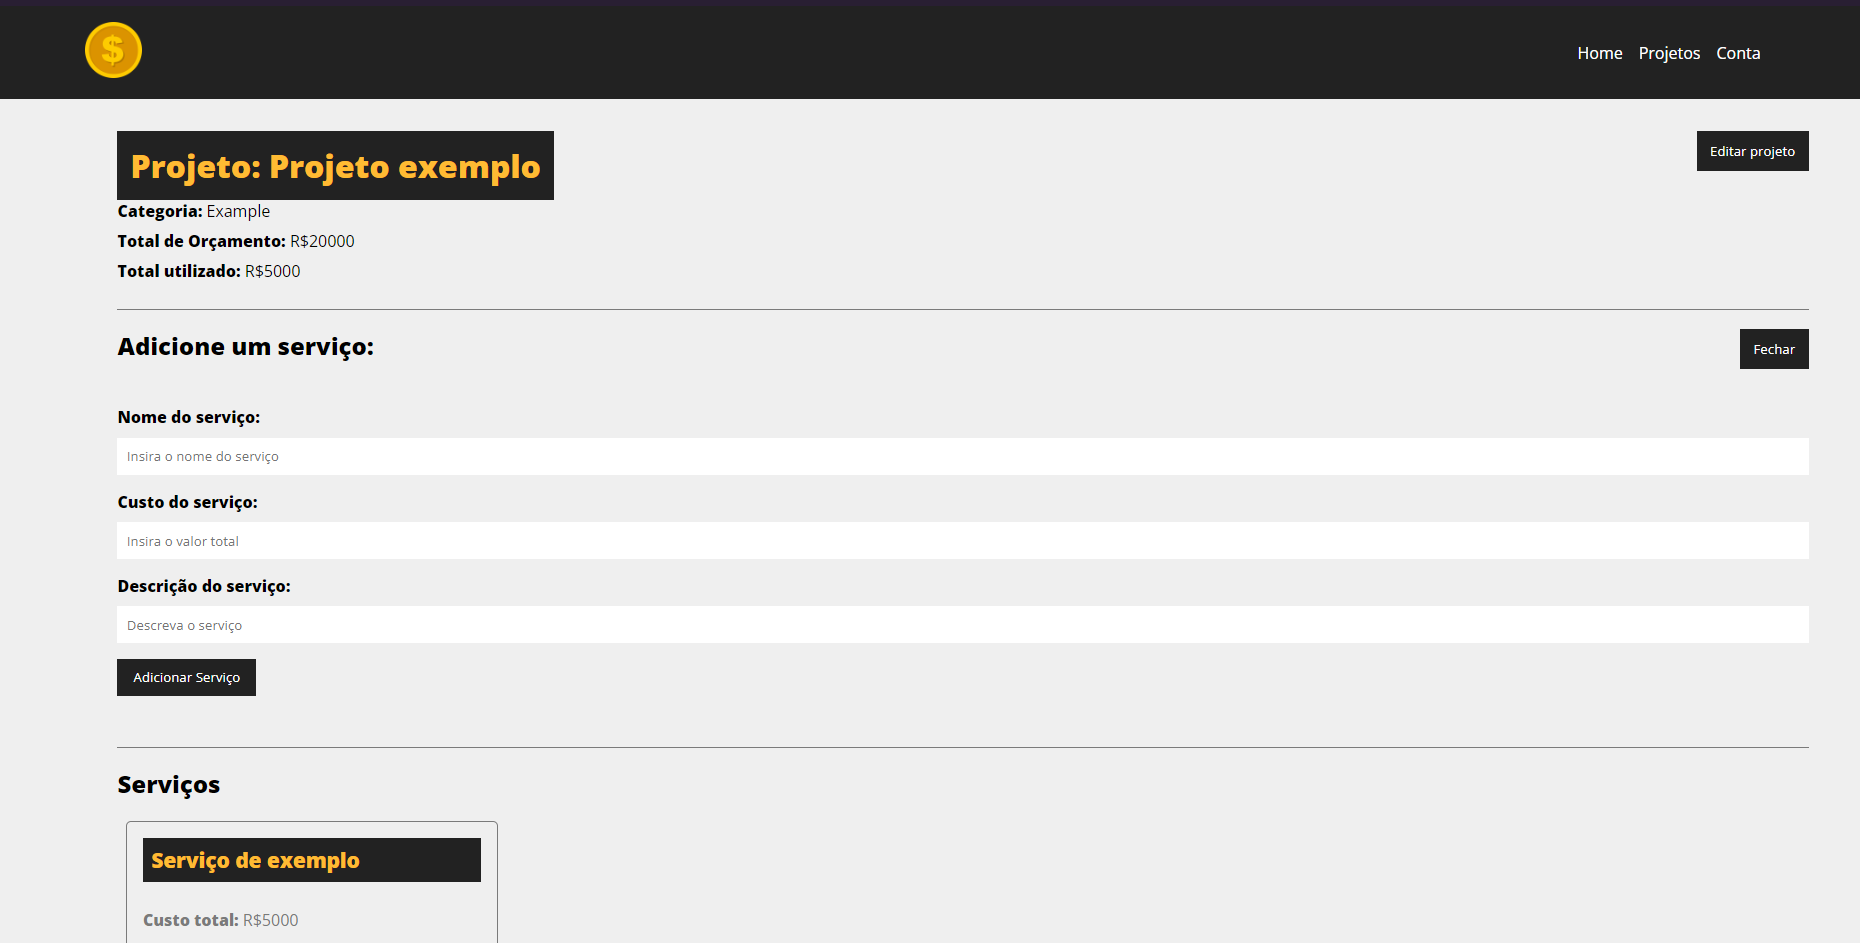 $
Home Projetos Conta
Projeto: Projeto exemplo
Editar projeto
Categoria: Example
Total de Orçamento: R$20000
Total utilizado: R$5000
Adicione um serviço:
Fechar
Nome do serviço:
Insira o nome do serviço
Custo do serviço:
Insira o valor total
Descrição do serviço:
Descreva o serviço
Adicionar Serviço
Serviços
Serviço de exemplo
Custo total: R$5000